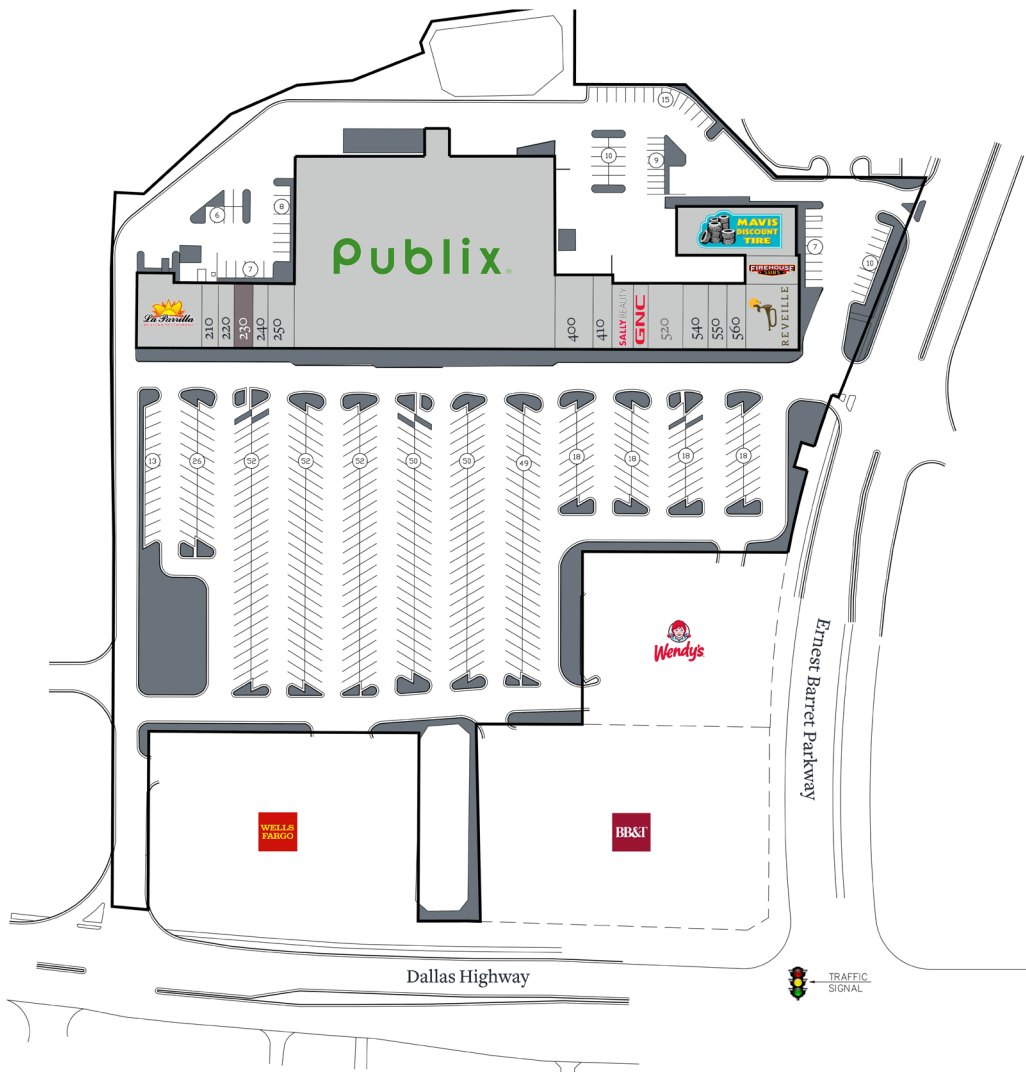 15
10
9
8
6
7
7
10
MAVIS
DISCOUNT
TIRE
Publix
FIREHOUSE
SUBS
La Parrilla
MEXICAN RESTAURANT
210
220
230
240
250
400
410
SALLY BEAUTY
GNC
520
540
550
560
REVEILLE
13
26
52
52
52
50
50
49
18
18
18
18
Wendy's
Ernest Barret Parkway
WELLS
FARGO
BB&T
Dallas Highway
TRAFFIC
SIGNAL